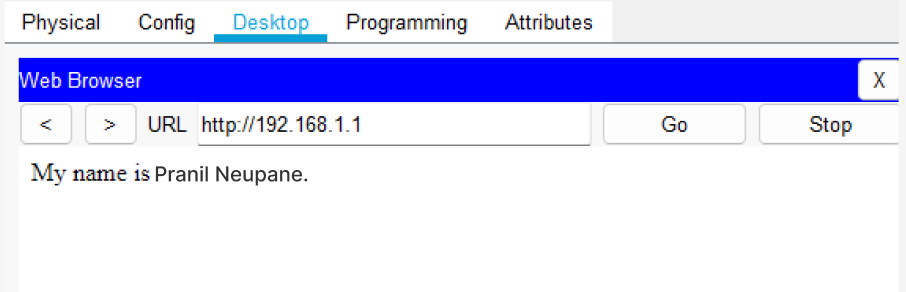 Physical Config Desktop Programming Attributes
Web Browser X
< > URL http://192.168.1.1 Go Stop
My name is Pranil Neupane.